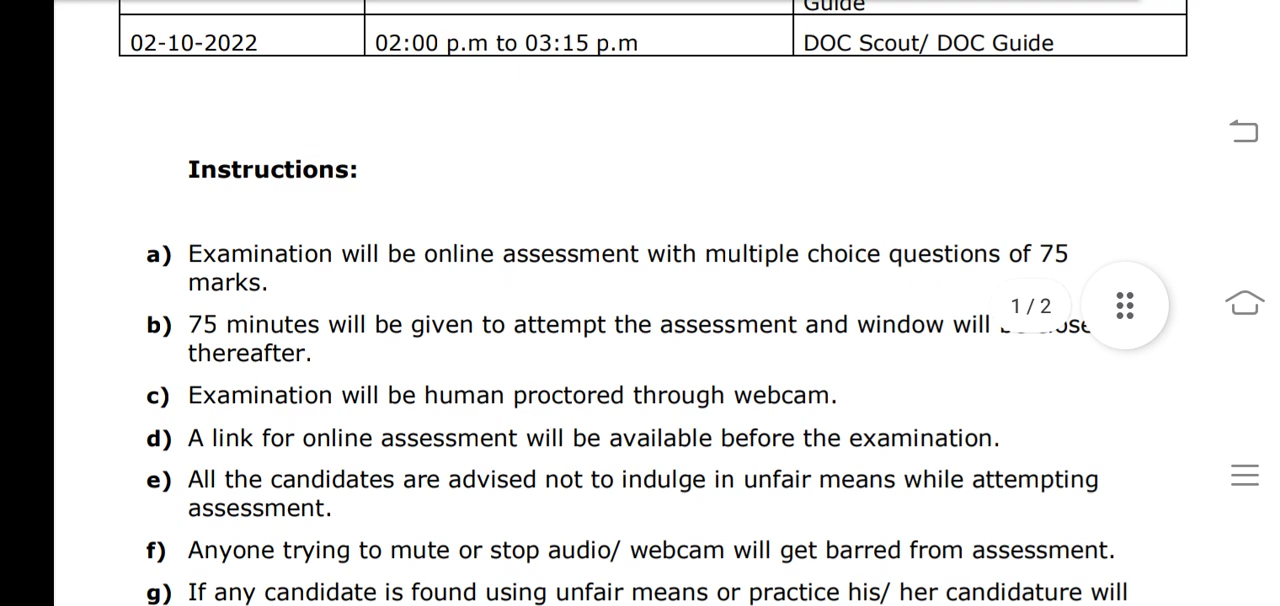 Guide
02-10-2022 02:00 p.m to 03:15 p.m DOC Scout/ DOC Guide
Instructions:
a) Examination will be online assessment with multiple choice questions of 75
marks.
1 / 2
b) 75 minutes will be given to attempt the assessment and window will
thereafter.
c) Examination will be human proctored through webcam.
d) A link for online assessment will be available before the examination.
e) All the candidates are advised not to indulge in unfair means while attempting
assessment.
f) Anyone trying to mute or stop audio/ webcam will get barred from assessment.
g) If any candidate is found using unfair means or practice his/ her candidature will